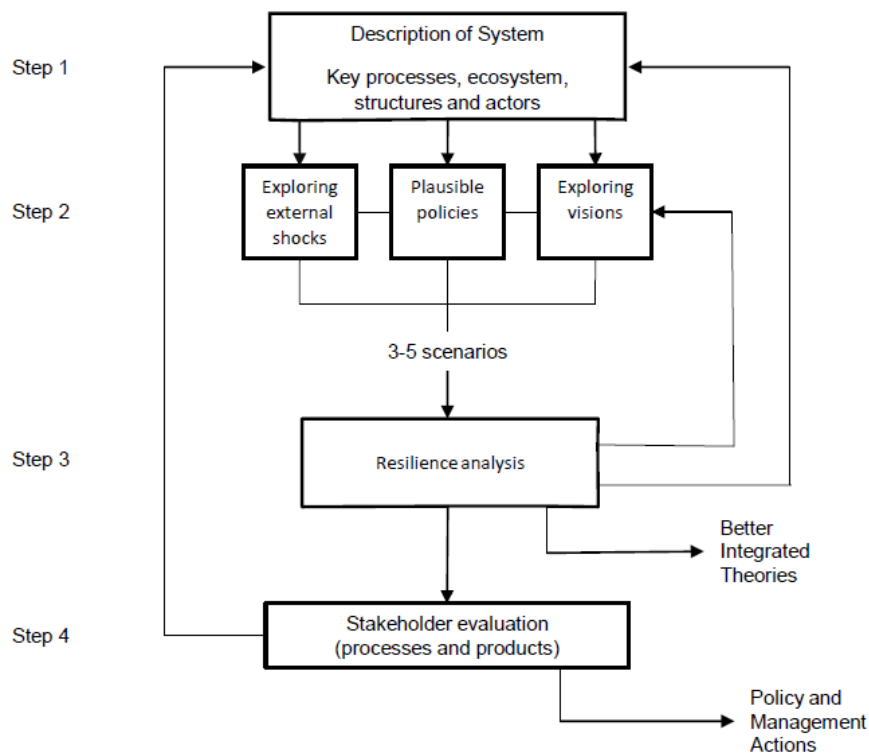 Step 1
Description of System
Key processes, ecosystem,
structures and actors
Step 2
Exploring
external
shocks
Plausible
policies
Exploring
visions
3-5 scenarios
Step 3
Resilience analysis
Better
Integrated
Theories
Step 4
Stakeholder evaluation
(processes and products)
Policy and
Management
Actions